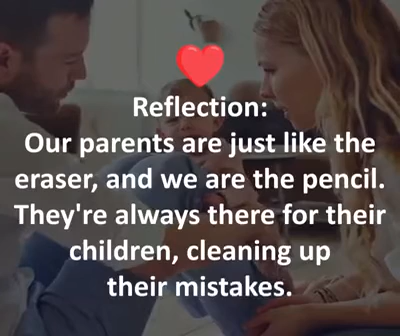 Reflection:
Our parents are just like the
eraser, and we are the pencil.
They're always there for their
children, cleaning up
their mistakes.